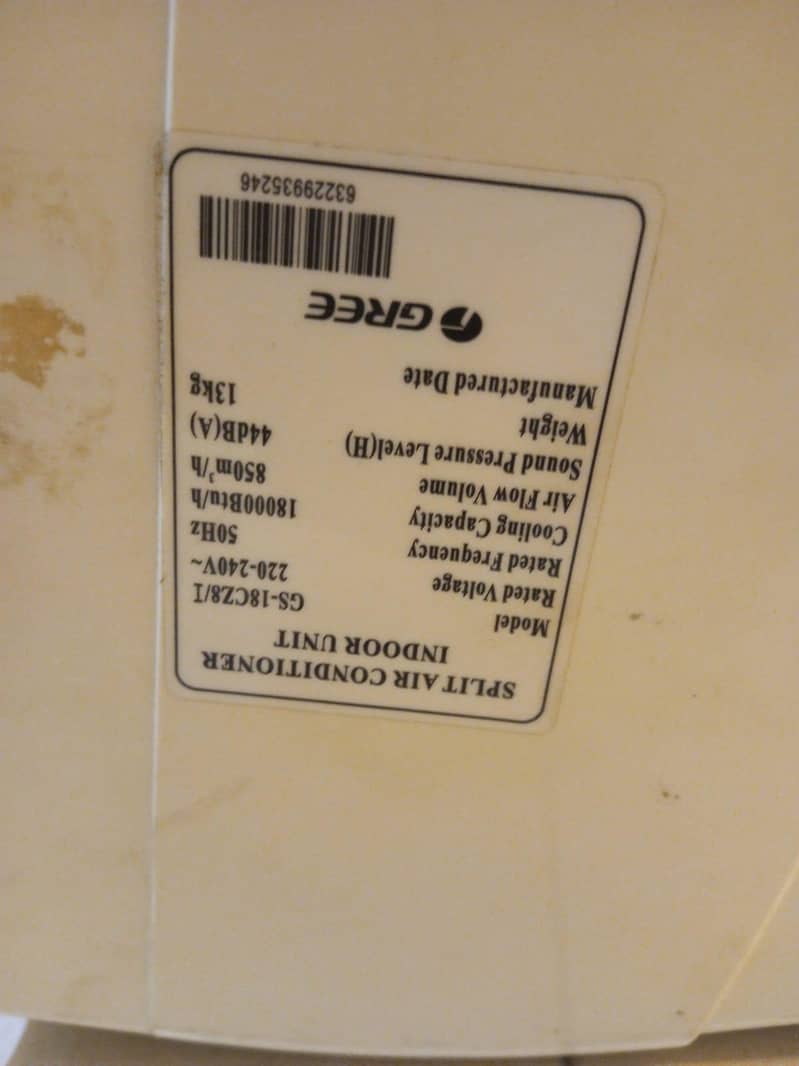 SPLIT AIR CONDITIONER
INDOOR UNIT
Model GS-18CZ8/I
Rated Voltage 220-240V~
Rated Frequency 50Hz
Cooling Capacity 18000Btu/h
Air Flow Volume 850m³/h
Sound Pressure Level(H) 44dB(A)
Weight 13kg
Manufactured Date
GREE
63229935246